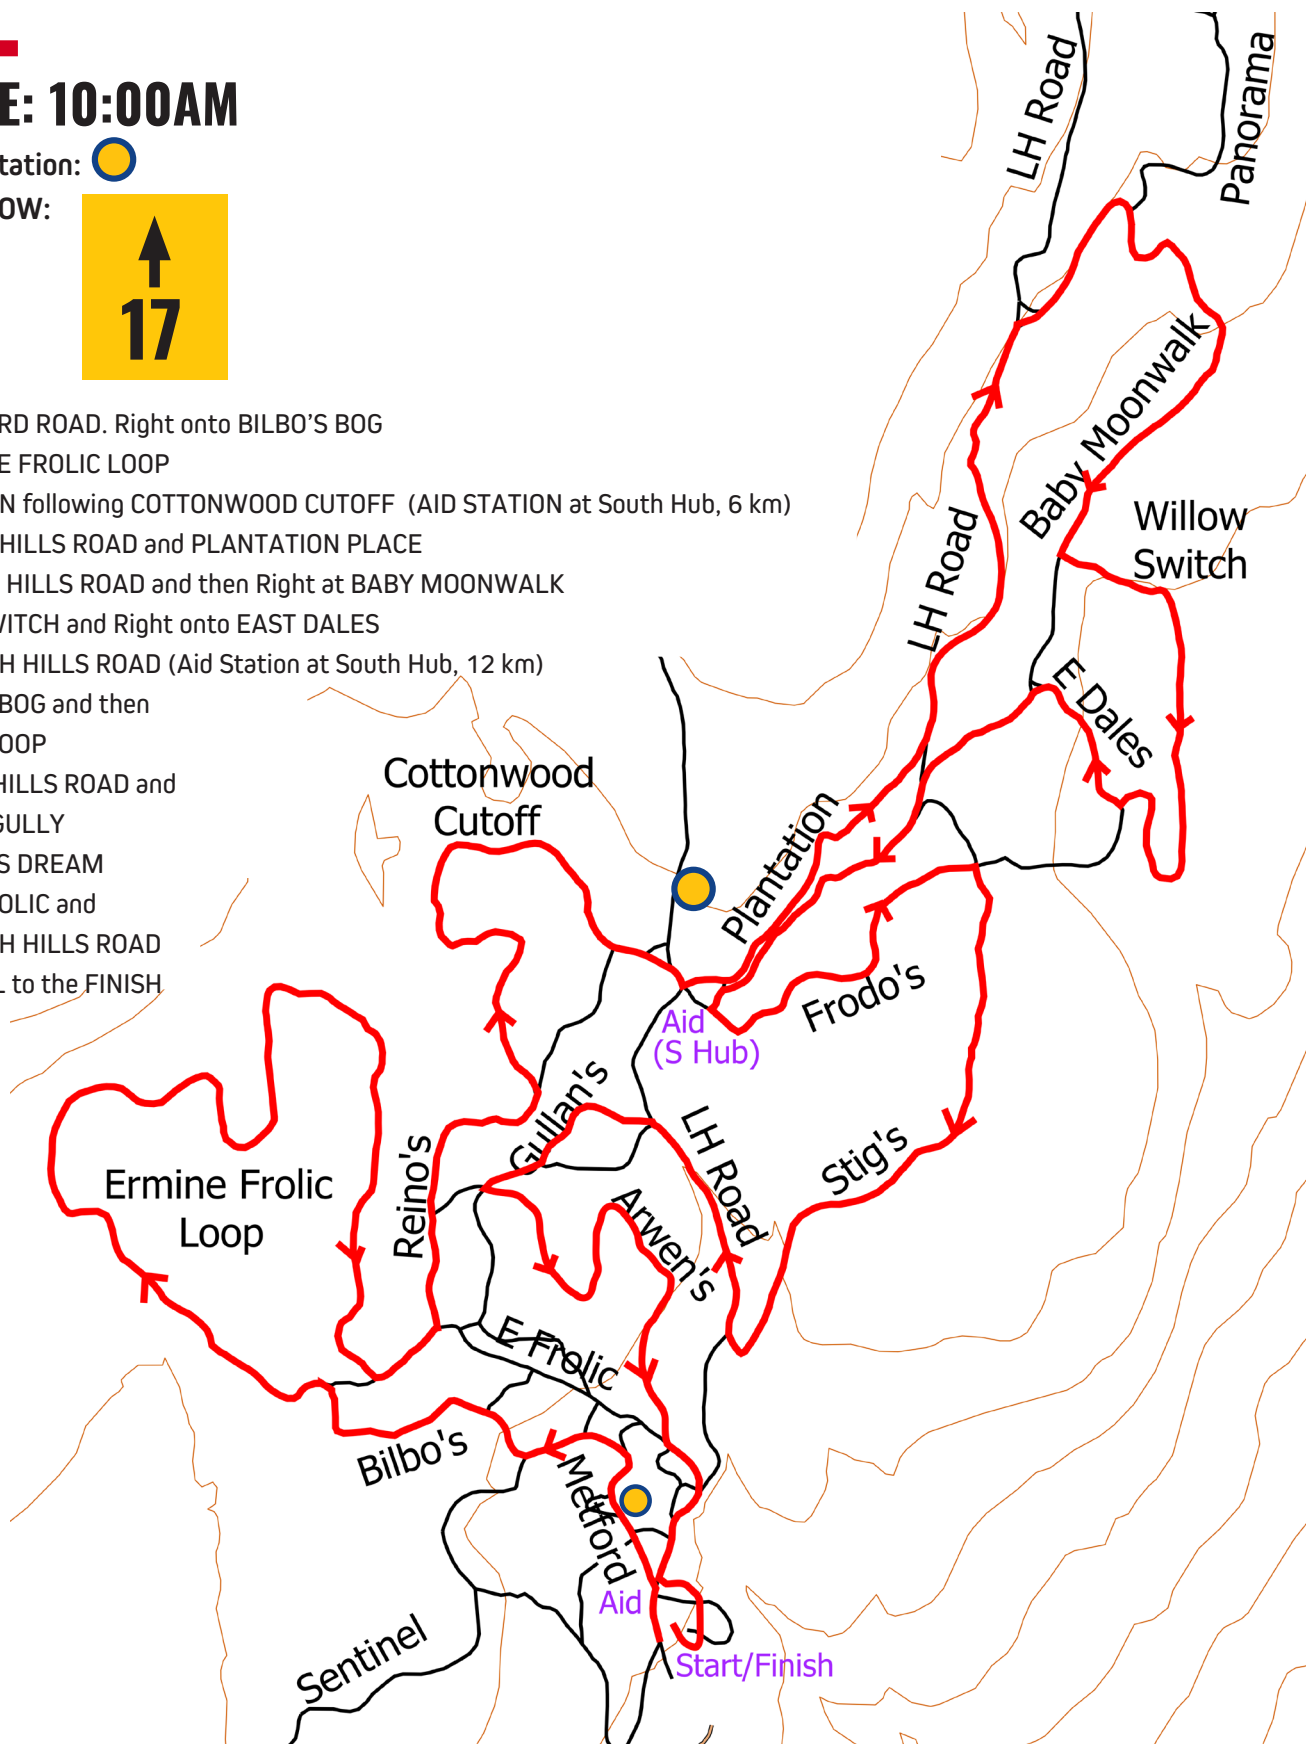 E: 10:00AM
tation:
OW:
17
RD ROAD. Right onto BILBO'S BOG
E FROLIC LOOP
N following COTTONWOOD CUTOFF (AID STATION at South Hub, 6 km)
HILLS ROAD and PLANTATION PLACE
HILLS ROAD and then Right at BABY MOONWALK
VITCH and Right onto EAST DALES
H HILLS ROAD (Aid Station at South Hub, 12 km)
BOG and then
OOP
HILLS ROAD and
GULLY
S DREAM
OLIC and
H HILLS ROAD
L to the FINISH
LH Road
Panorama
Baby Moonwalk
Willow
Switch
LH Road
E Dales
Cottonwood
Cutoff
Plantation
Frodo's
Aid
(S Hub)
Gullan's
LH Road
Stig's
Reino's
Ermine Frolic
Loop
Arwen's
E Frolic
Bilbo's
Metford
Aid
Sentinel
Start/Finish